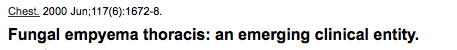 Chest. 2000 Jun;117(6):1672-8.
Fungal empyema thoracis: an emerging clinical entity.